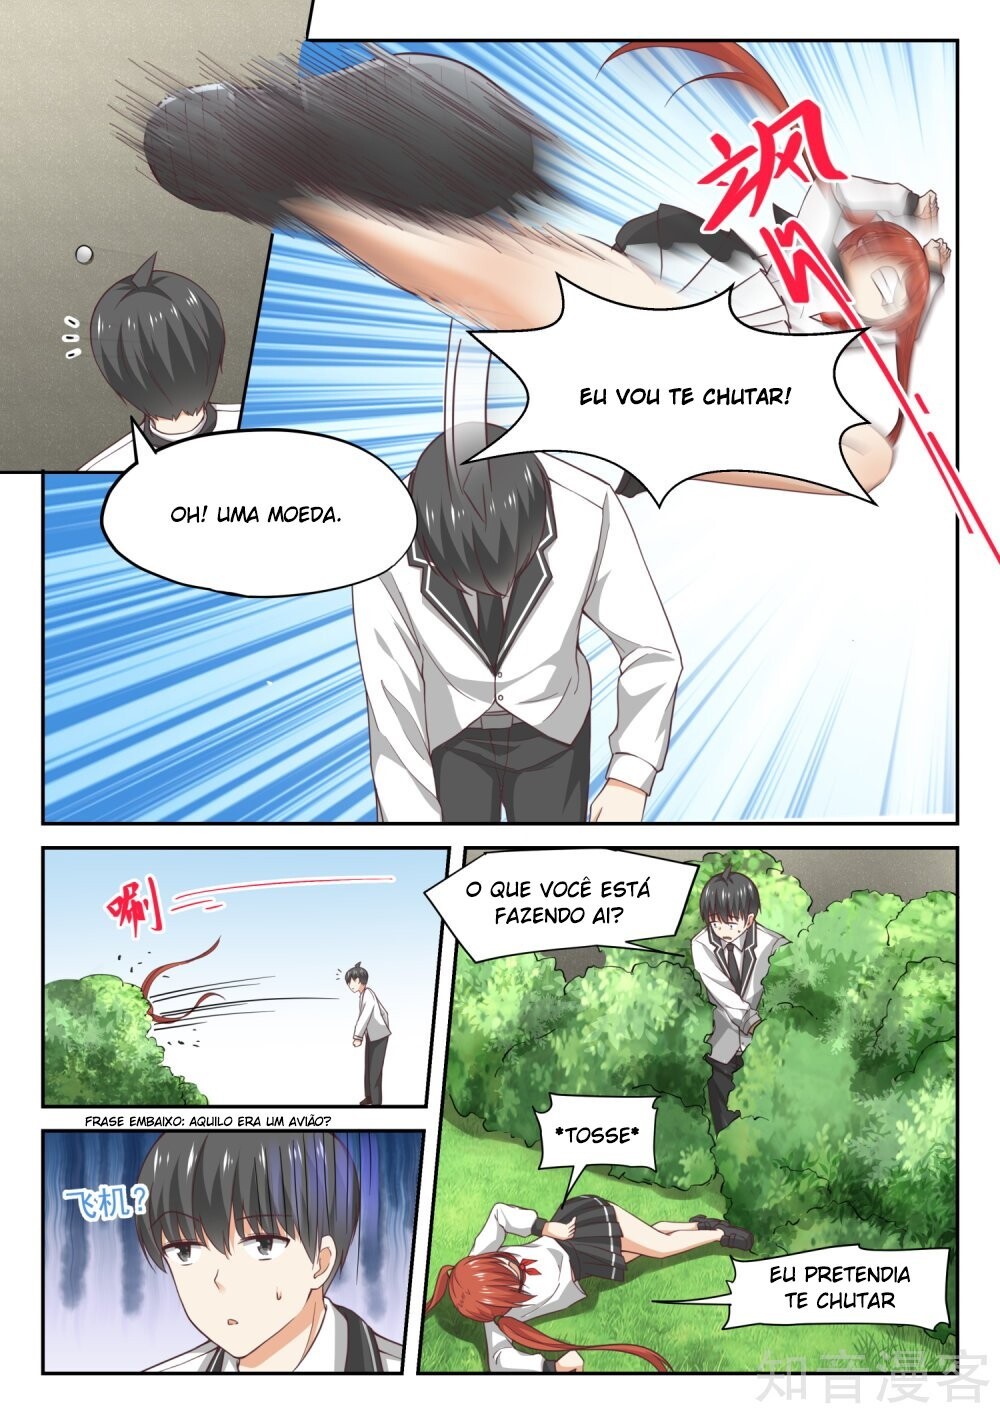 飒
EU VOU TE CHUTAR!
OH! UMA MOEDA.
唰
O QUE VOCÊ ESTÁ
FAZENDO AI?
FRASE EMBAIXO: AQUILO ERA UM AVIÃO?
飞机?
*TOSSE*
EU PRETENDIA
TE CHUTAR
知音漫客